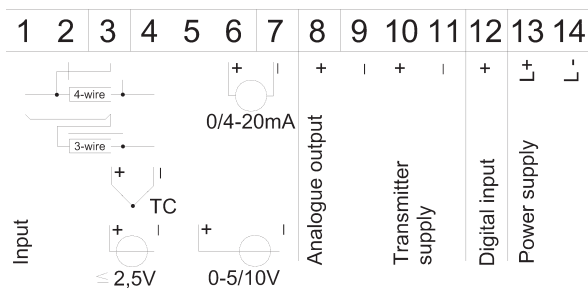 1 2 3 4 5 6 7 8 9 10 11 12 13 14
+ − + − + − + L+ L-
4-wire
0/4-20mA
3-wire
+ −
TC
+ − + −
≤ 2,5V 0-5/10V
Input
Analogue output
Transmitter
supply
Digital input
Power supply